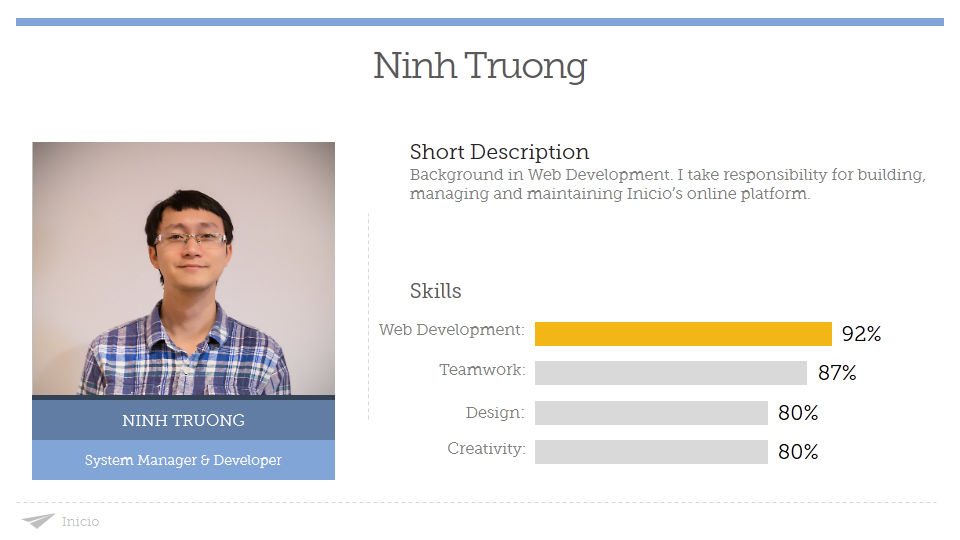 Ninh Truong
Short Description
Background in Web Development. I take responsibility for building,
managing and maintaining Inicio’s online platform.
Skills
Web Development: 92%
Teamwork: 87%
Design: 80%
Creativity: 80%
NINH TRUONG
System Manager & Developer
Inicio